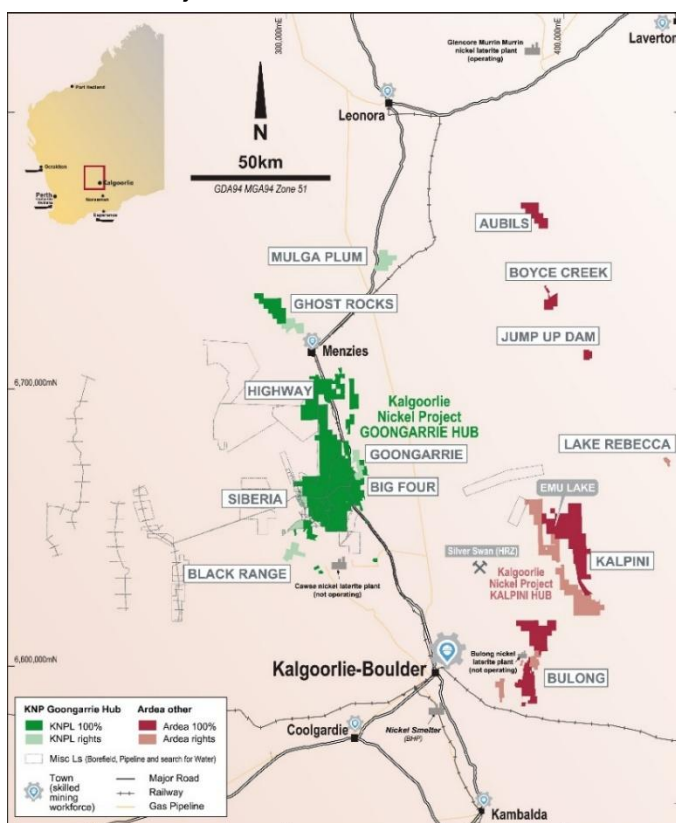 300,000mE
400,000mE
Laverton
Glencore Murrin Murrin
nickel laterite plant
(operating)
Leonora
Port Hedland
Geraldton
Kalgoorlie
Perth
Norseman
Esperance
N
50km
GDA94 MGA94 Zone 51
AUBILS
MULGA PLUM
BOYCE CREEK
GHOST ROCKS
JUMP UP DAM
Menzies
6,700,000mN
HIGHWAY
Kalgoorlie
Nickel Project
GOONGARRIE HUB
GOONGARRIE
LAKE REBECCA
BIG FOUR
SIBERIA
EMU LAKE
Silver Swan (HRZ)
KALPINI
BLACK RANGE
Cawse nickel laterite plant
(not operating)
Kalgoorlie
Nickel Project
KALPINI HUB
6,600,000mN
Kalgoorlie-Boulder
Bulong nickel
laterite plant
(not operating)
BULONG
Nickel Smelter
(BHP)
Coolgardie
Kambalda
KNP Goongarrie Hub
Ardea other
KNPL 100%
Ardea 100%
KNPL rights
Ardea rights
Misc Ls (Borefield, Pipeline and search for Water)
Town
(skilled
mining
workforce)
Major Road
Railway
Gas Pipeline